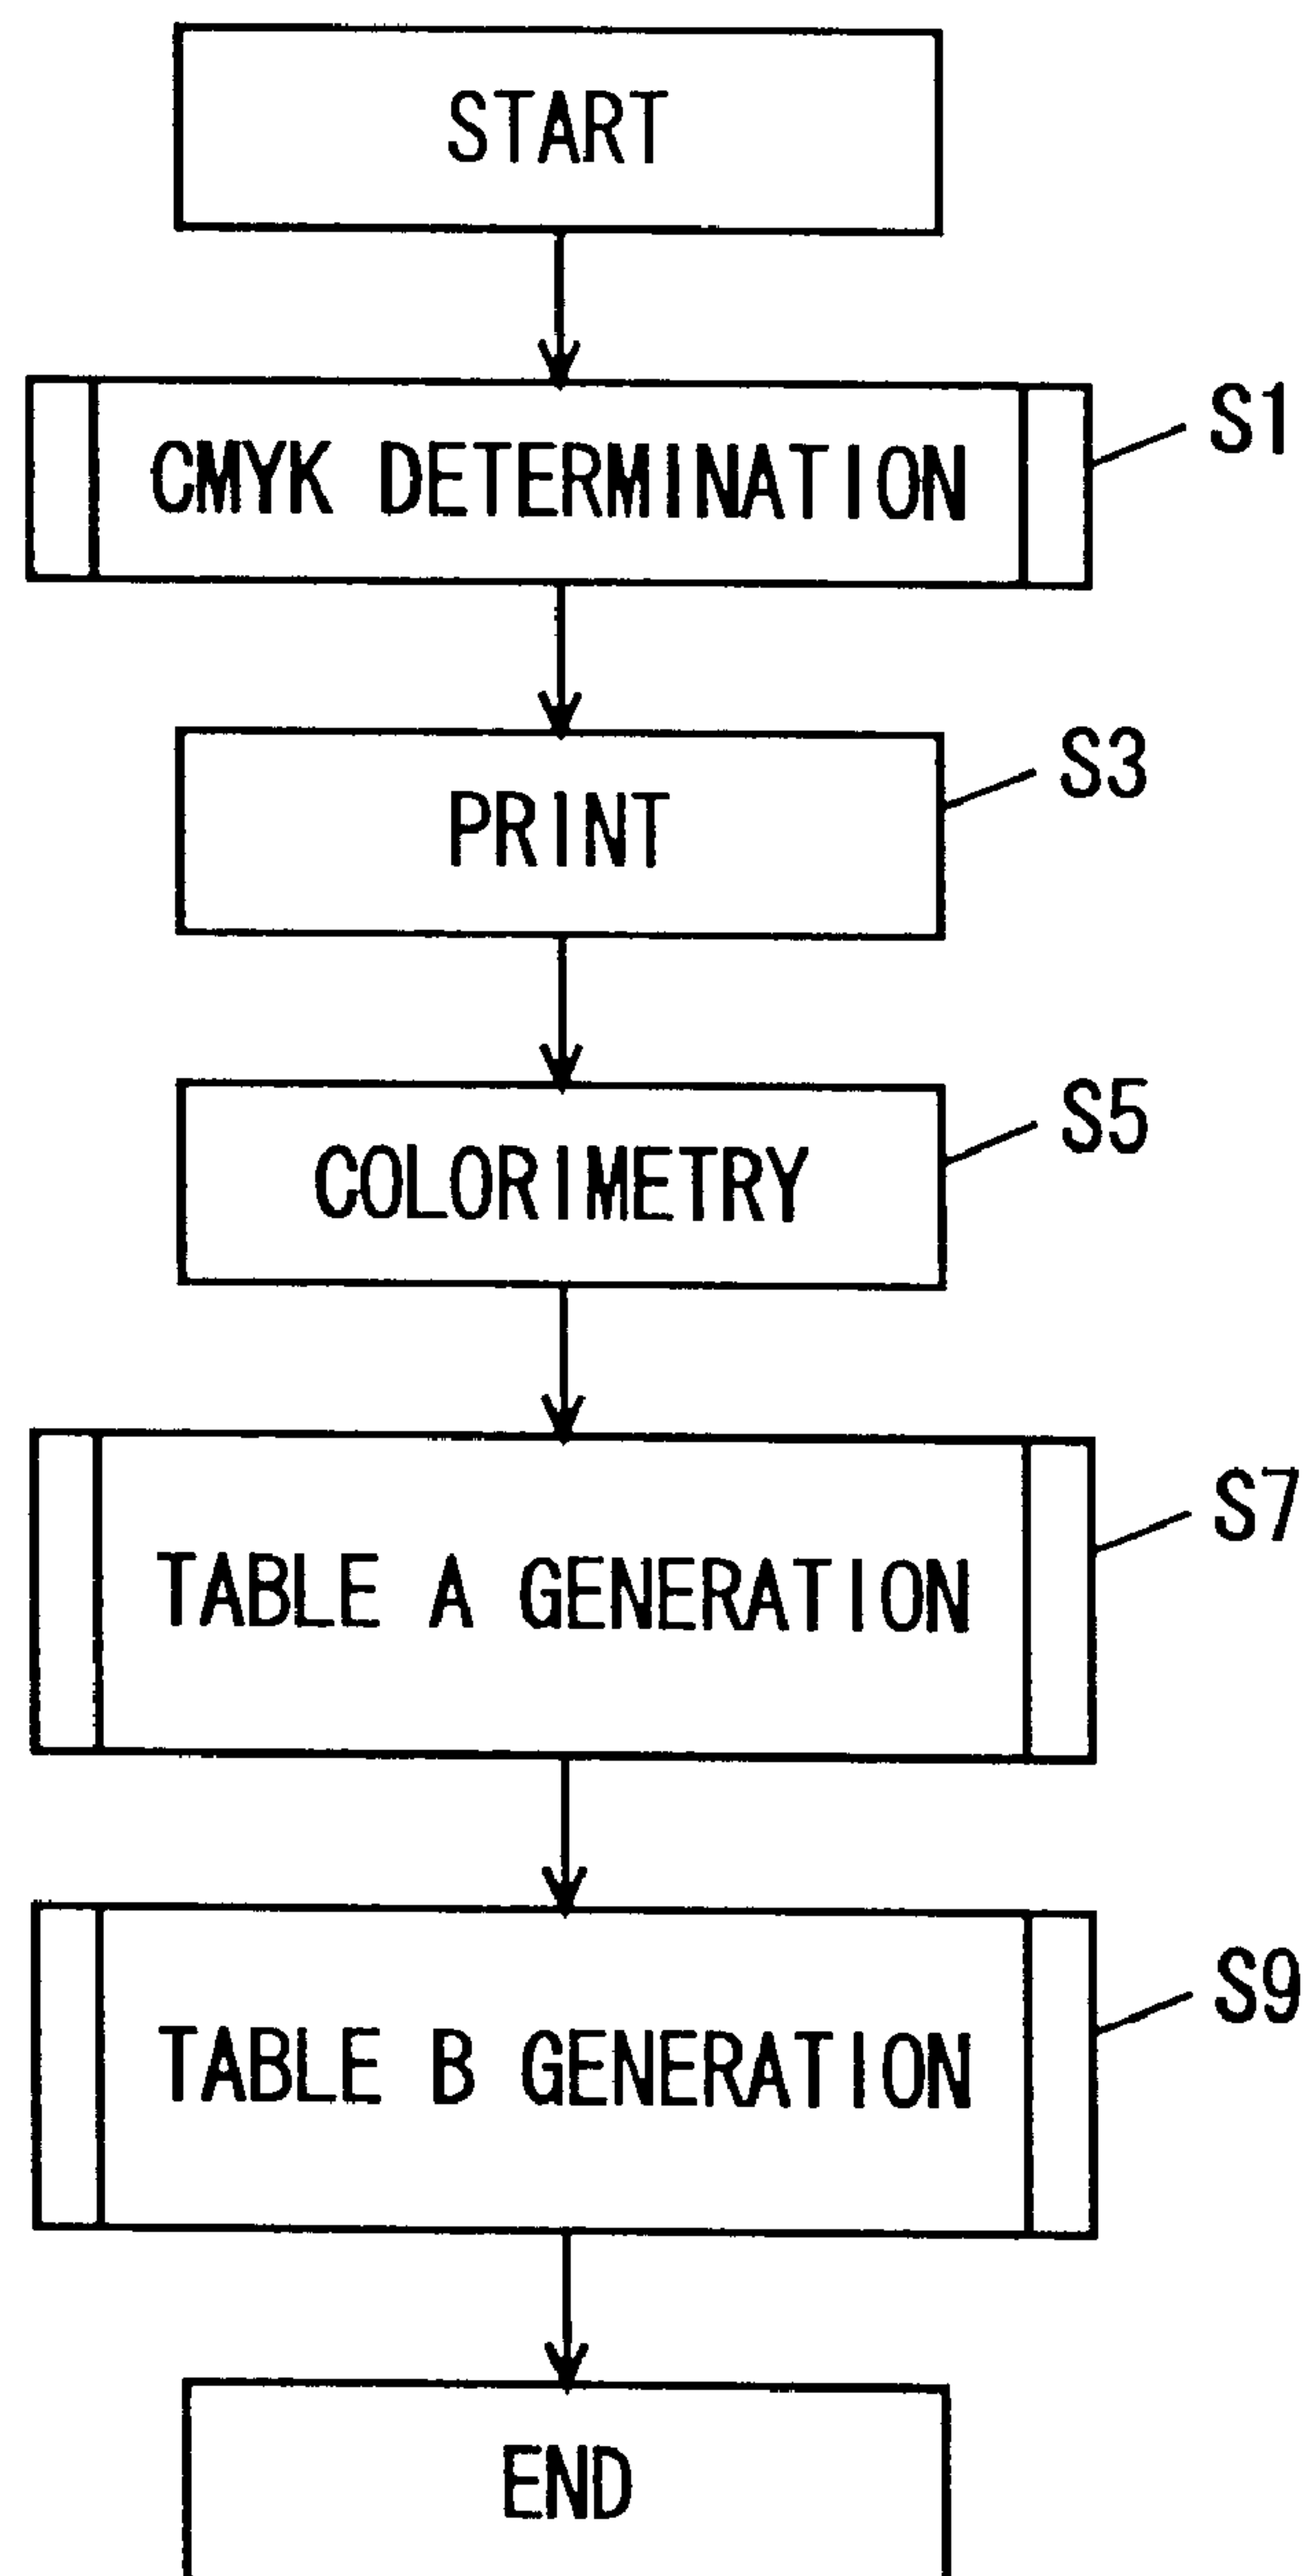 START
CMYK DETERMINATION
S1
PRINT
S3
COLORIMETRY
S5
TABLE A GENERATION
S7
TABLE B GENERATION
S9
END